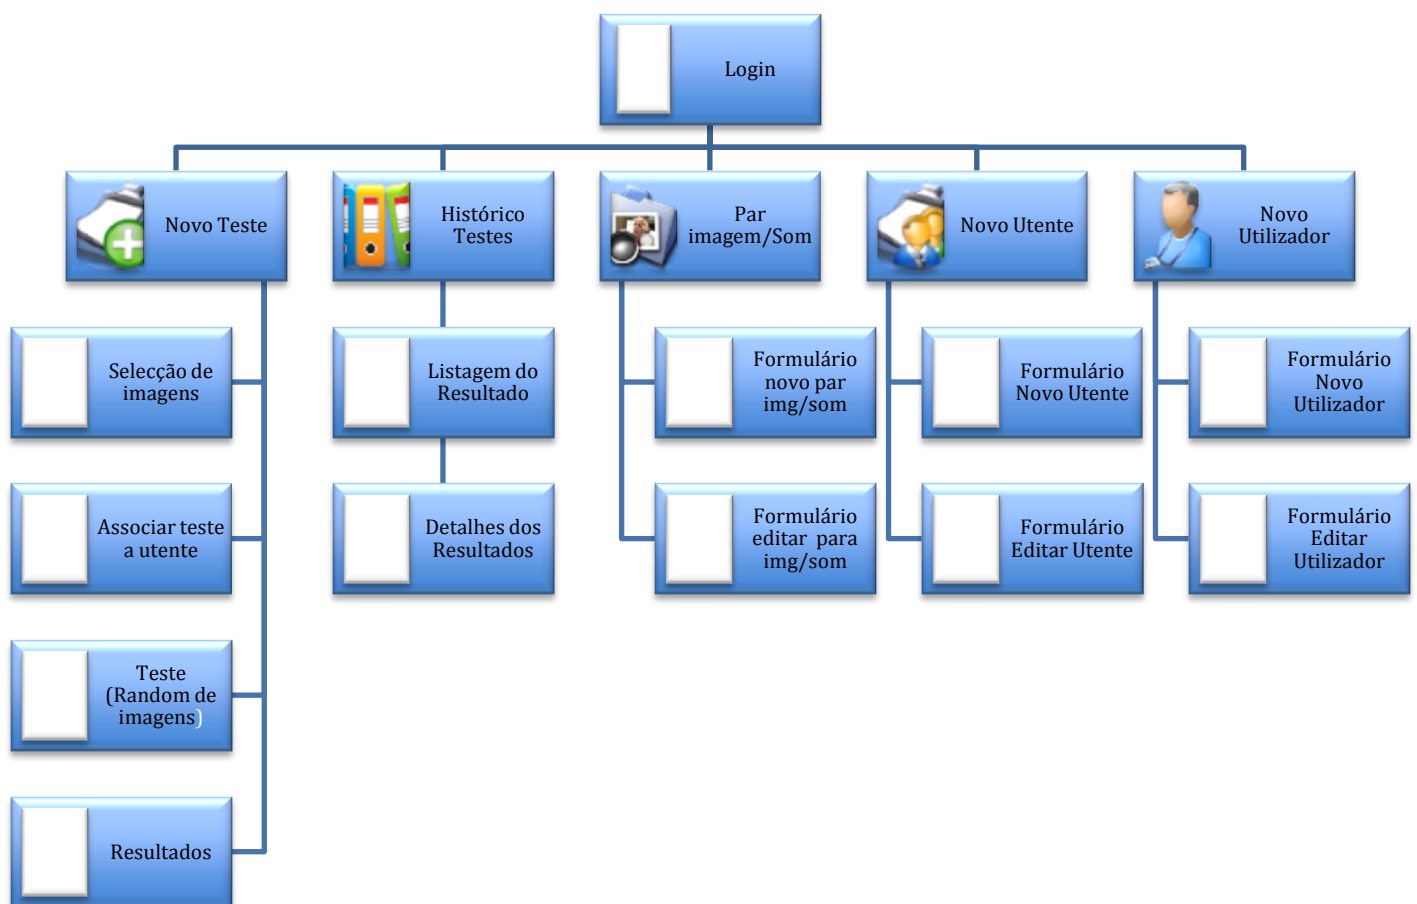 Login
Novo Teste
Histórico
Testes
Par
imagem/Som
Novo Utente
Novo
Utilizador
Selecção de
imagens
Listagem do
Resultado
Formulário
novo par
img/som
Formulário
Novo Utente
Formulário
Novo
Utilizador
Associar teste
a utente
Detalhes dos
Resultados
Formulário
editar para
img/som
Formulário
Editar Utente
Formulário
Editar
Utilizador
Teste
(Random de
imagens)
Resultados